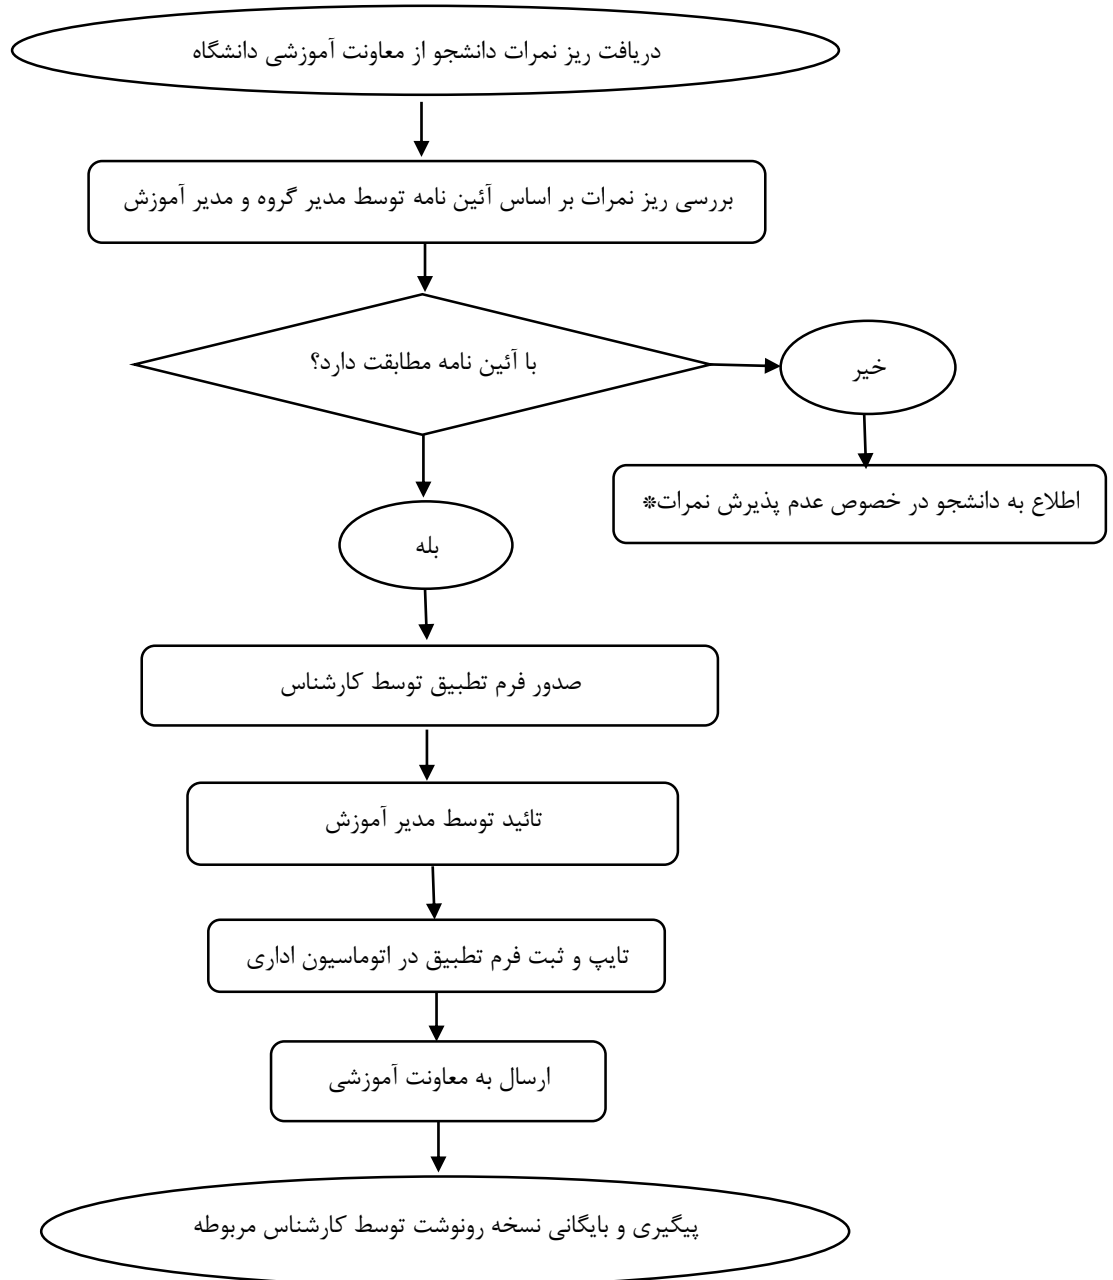 دریافت ریز نمرات دانشجو از معاونت آموزشی دانشگاه
بررسی ریز نمرات بر اساس آئین نامه توسط مدیر گروه و مدیر آموزش
با آئین نامه مطابقت دارد؟
خیر
اطلاع به دانشجو در خصوص عدم پذیرش نمرات*
بله
صدور فرم تطبیق توسط کارشناس
تائید توسط مدیر آموزش
تایپ و ثبت فرم تطبیق در اتوماسیون اداری
ارسال به معاونت آموزشی
پیگیری و بایگانی نسخه رونوشت توسط کارشناس مربوطه